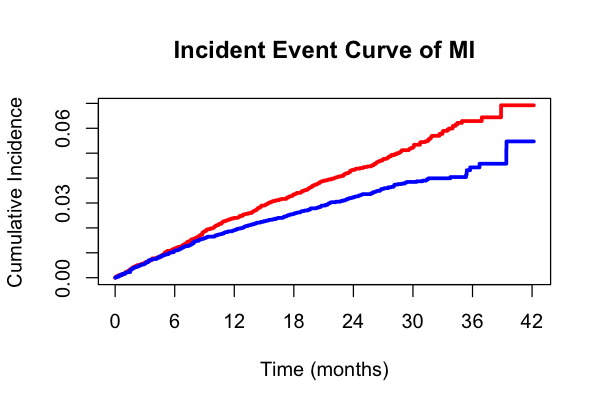 Incident Event Curve of MI
Cumulative Incidence
0.06
0.03
0.00
0 6 12 18 24 30 36 42
Time (months)